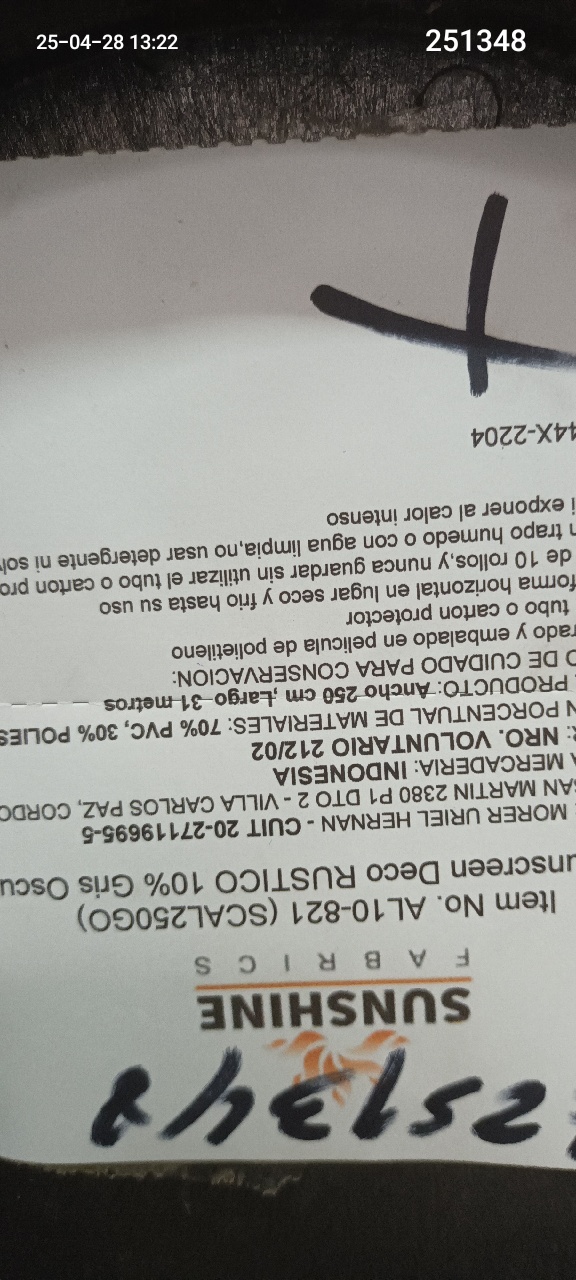 25-04-28 13:22
251348
251348
SUNSHINE
FABRICS
Item No. AL10-821 (SCAL250GO)
unscreen Deco RUSTICO 10% Gris Oscu
: MORER URIEL HERNAN - CUIT 20-27119695-5
AN MARTIN 2380 P1 DTO 2 - VILLA CARLOS PAZ, CORDO
A MERCADERIA: INDONESIA
: NRO. VOLUNTARIO 212/02
N PORCENTUAL DE MATERIALES: 70% PVC, 30% POLIES
PRODUCTO: Ancho 250 cm ,Largo 31 metros
O DE CUIDADO PARA CONSERVACION:
rado y embalado en pelicula de polietileno
tubo o carton protector
forma horizontal en lugar seco y frio hasta su uso
de 10 rollos,y nunca guardar sin utilizar el tubo o carton pro
n trapo humedo o con agua limpia,no usar detergente ni solv
i exponer al calor intenso
44X-2204